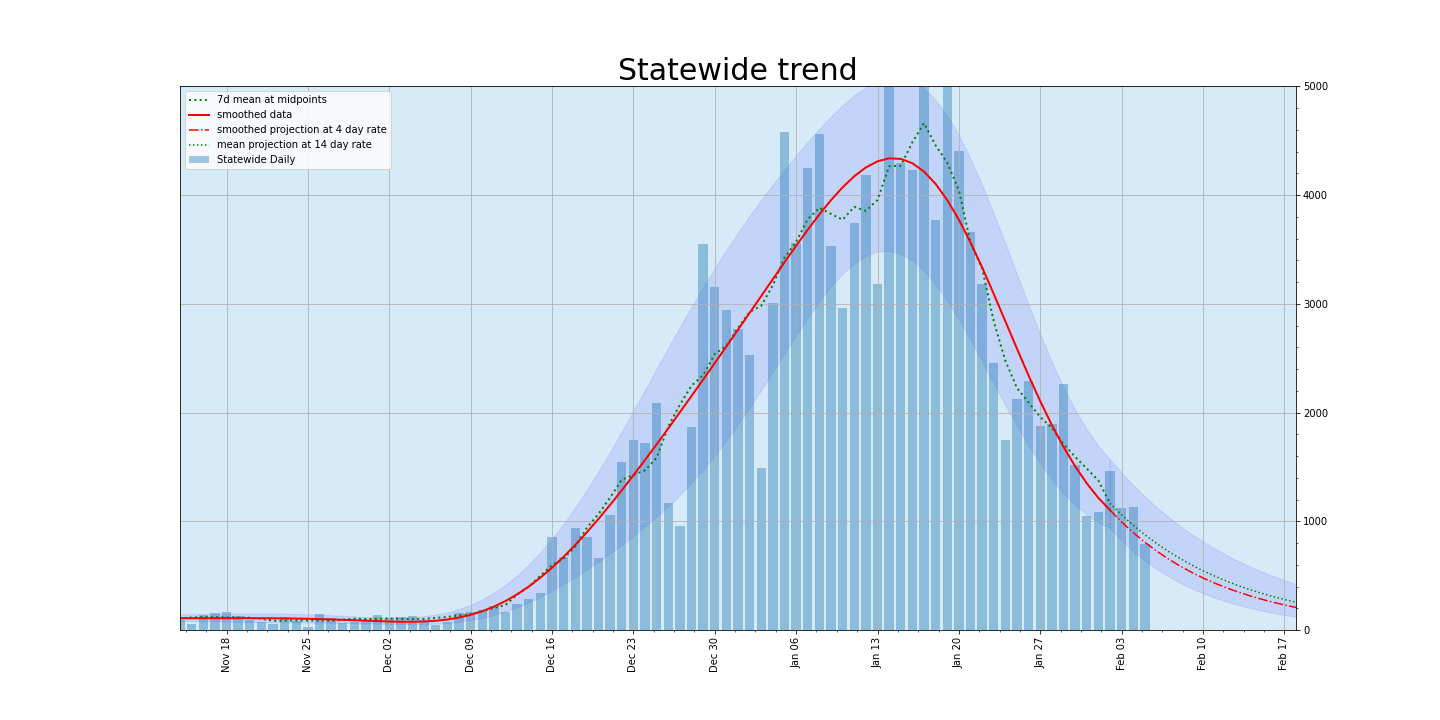 Statewide trend
7d mean at midpoints
smoothed data
smoothed projection at 4 day rate
mean projection at 14 day rate
Statewide Daily
5000
4000
3000
2000
1000
0
Nov 18
Nov 25
Dec 02
Dec 09
Dec 16
Dec 23
Dec 30
Jan 06
Jan 13
Jan 20
Jan 27
Feb 03
Feb 10
Feb 17